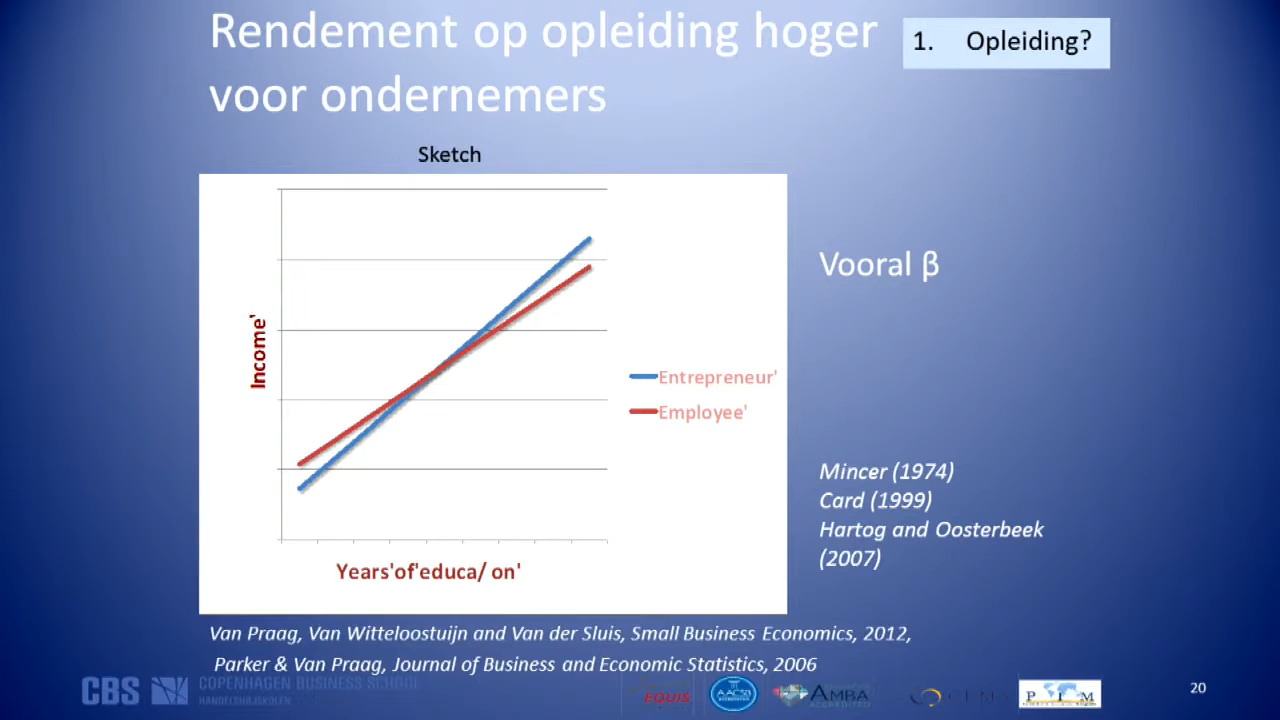 Rendement op opleiding hoger
voor ondernemers
1. Opleiding?
Sketch
Income'
Entrepreneur'
Employee'
Years'of'educa/ on'
Vooral β
Mincer (1974)
Card (1999)
Hartog and Oosterbeek
(2007)
Van Praag, Van Witteloostuijn and Van der Sluis, Small Business Economics, 2012,
Parker & Van Praag, Journal of Business and Economic Statistics, 2006
CBS COPENHAGEN BUSINESS SCHOOL
HANDELSHØJSKOLEN
EQUIS
AACSB
AMBA
ACCREDITED
CEMS
PIM
20